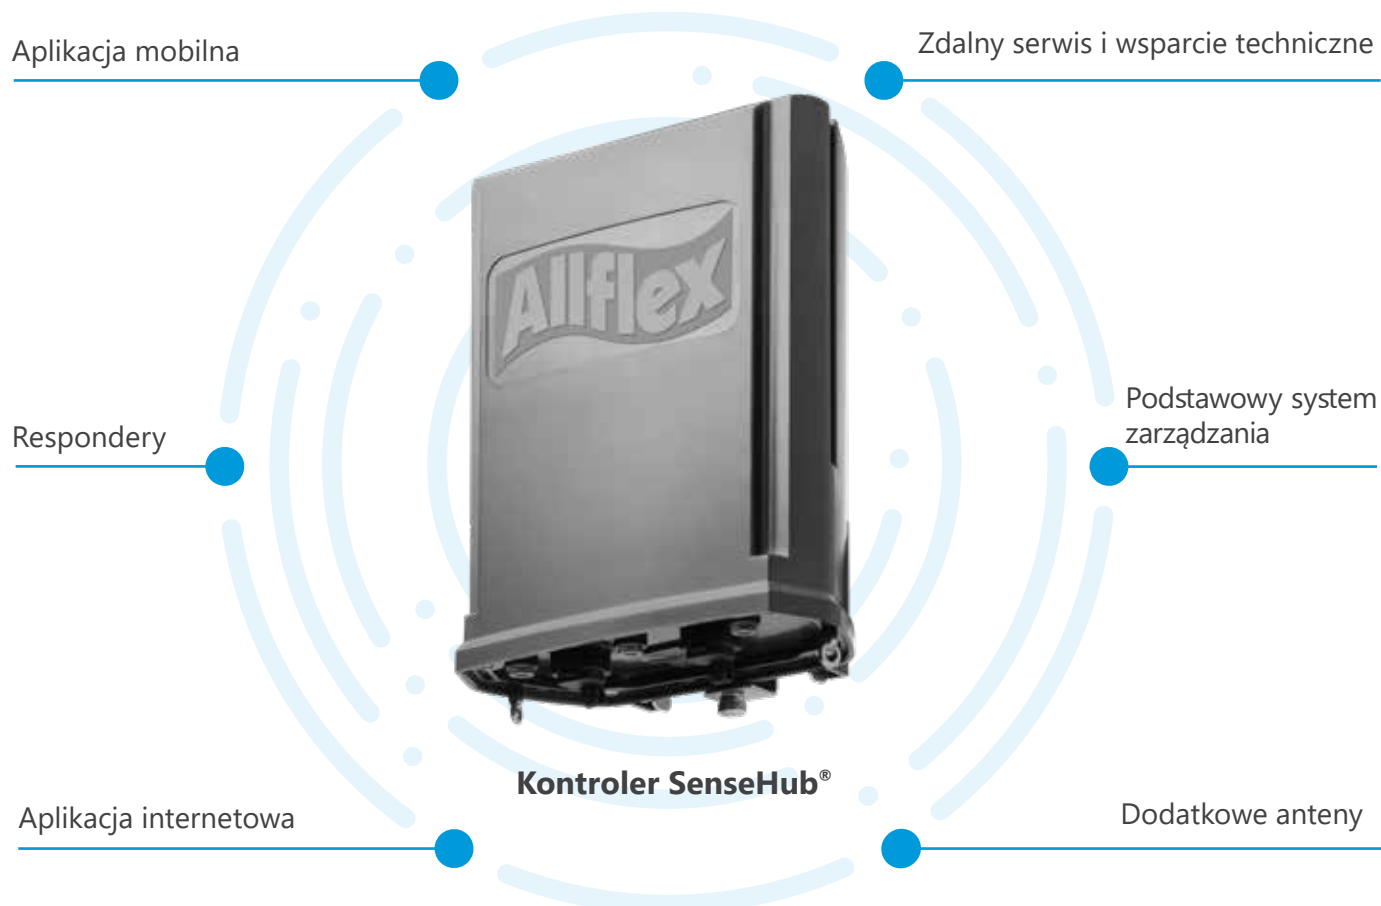 Aplikacja mobilna
Zdalny serwis i wsparcie techniczne
Allflex
Respondery
Podstawowy system
zarządzania
Kontroler SenseHub®
Aplikacja internetowa
Dodatkowe anteny